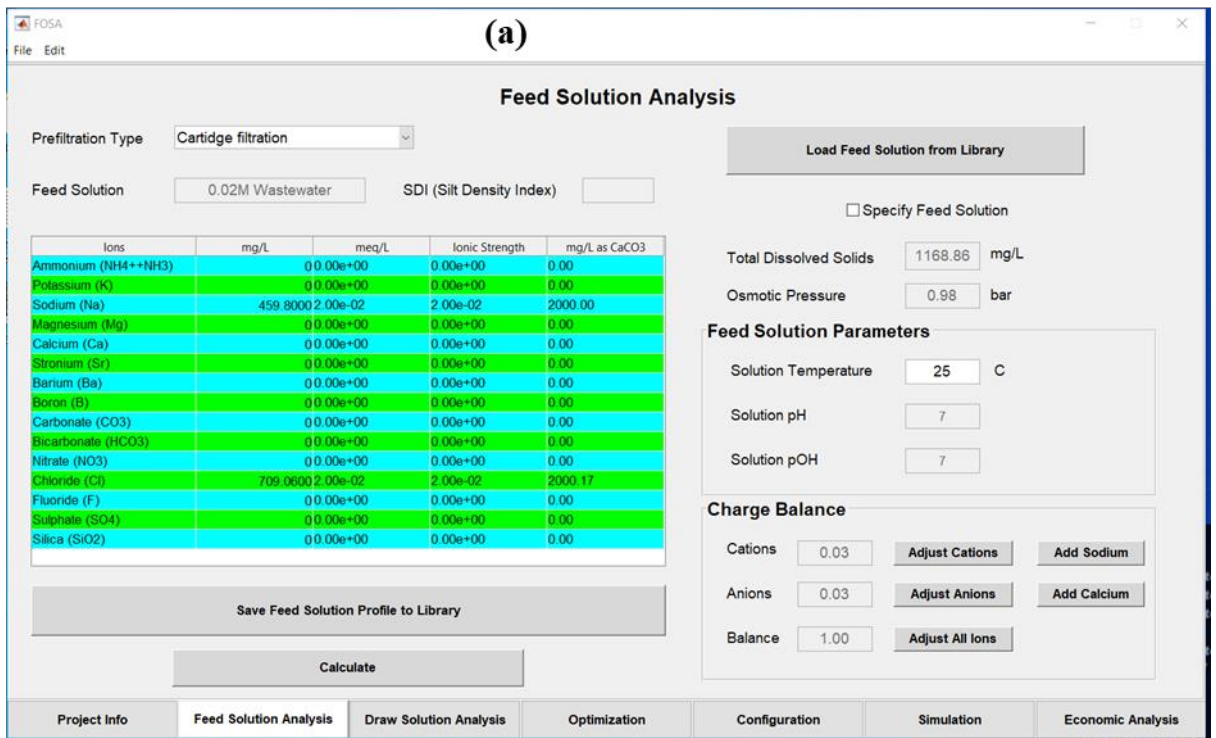 FOSA
(a)
File Edit
Feed Solution Analysis
Prefiltration Type Cartidge filtration
Load Feed Solution from Library
Feed Solution 0.02M Wastewater SDI (Silt Density Index)
Specify Feed Solution
Ions mg/L meq/L Ionic Strength mg/L as CaCO3
Ammonium (NH4++NH3) 0 0.00e+00 0.00e+00 0.00
Potassium (K) 0 0.00e+00 0.00e+00 0.00
Sodium (Na) 459.8000 2.00e-02 2.00e-02 2000.00
Magnesium (Mg) 0 0.00e+00 0.00e+00 0.00
Calcium (Ca) 0 0.00e+00 0.00e+00 0.00
Stronium (Sr) 0 0.00e+00 0.00e+00 0.00
Barium (Ba) 0 0.00e+00 0.00e+00 0.00
Boron (B) 0 0.00e+00 0.00e+00 0.00
Carbonate (CO3) 0 0.00e+00 0.00e+00 0.00
Bicarbonate (HCO3) 0 0.00e+00 0.00e+00 0.00
Nitrate (NO3) 0 0.00e+00 0.00e+00 0.00
Chloride (Cl) 709.0600 2.00e-02 2.00e-02 2000.17
Fluoride (F) 0 0.00e+00 0.00e+00 0.00
Sulphate (SO4) 0 0.00e+00 0.00e+00 0.00
Silica (SiO2) 0 0.00e+00 0.00e+00 0.00
Total Dissolved Solids 1168.86 mg/L
Osmotic Pressure 0.98 bar
Feed Solution Parameters
Solution Temperature 25 C
Solution pH 7
Solution pOH 7
Charge Balance
Cations 0.03 Adjust Cations Add Sodium
Anions 0.03 Adjust Anions Add Calcium
Balance 1.00 Adjust All Ions
Save Feed Solution Profile to Library
Calculate
Project Info Feed Solution Analysis Draw Solution Analysis Optimization Configuration Simulation Economic Analysis